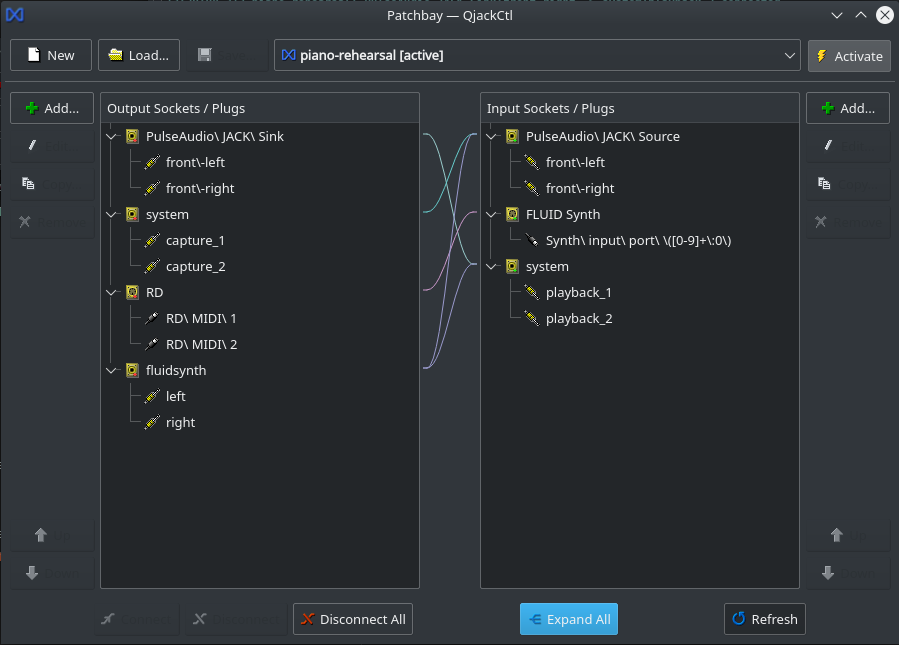 Patchbay — QjackCtl
New
Load...
piano-rehearsal [active]
Activate
Add...
Output Sockets / Plugs
PulseAudio\ JACK\ Sink
front\-left
front\-right
system
capture_1
capture_2
RD
RD\ MIDI\ 1
RD\ MIDI\ 2
fluidsynth
left
right
Input Sockets / Plugs
PulseAudio\ JACK\ Source
front\-left
front\-right
FLUID Synth
Synth\ input\ port\ \([0-9]+\:0\)
system
playback_1
playback_2
Add...
Disconnect All
Expand All
Refresh